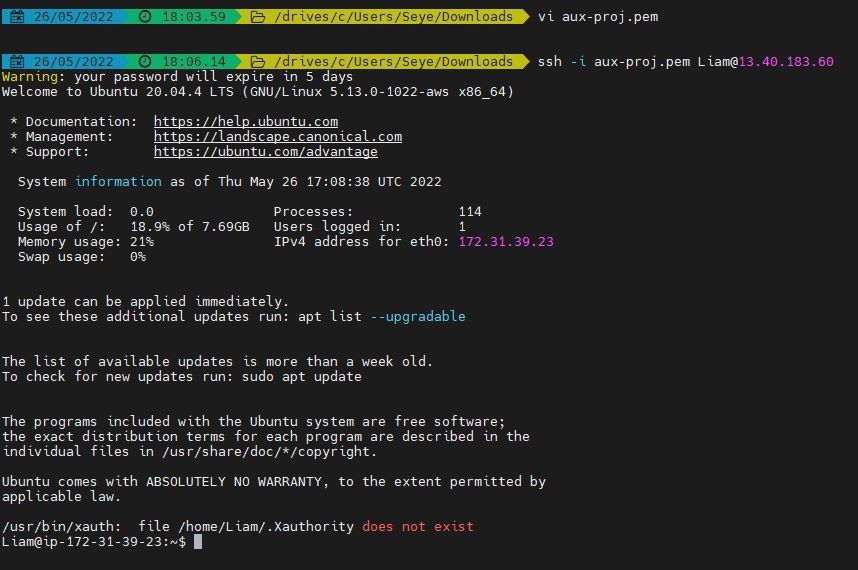 26/05/2022 18:03.59 /drives/c/Users/Seye/Downloads vi aux-proj.pem
26/05/2022 18:06.14 /drives/c/Users/Seye/Downloads ssh -i aux-proj.pem Liam@13.40.183.60
Warning: your password will expire in 5 days
Welcome to Ubuntu 20.04.4 LTS (GNU/Linux 5.13.0-1022-aws x86_64)
* Documentation: https://help.ubuntu.com
* Management: https://landscape.canonical.com
* Support: https://ubuntu.com/advantage
System information as of Thu May 26 17:08:38 UTC 2022
System load: 0.0 Processes: 114
Usage of /: 18.9% of 7.69GB Users logged in: 1
Memory usage: 21% IPv4 address for eth0: 172.31.39.23
Swap usage: 0%
1 update can be applied immediately.
To see these additional updates run: apt list --upgradable
The list of available updates is more than a week old.
To check for new updates run: sudo apt update
The programs included with the Ubuntu system are free software;
the exact distribution terms for each program are described in the
individual files in /usr/share/doc/*/copyright.
Ubuntu comes with ABSOLUTELY NO WARRANTY, to the extent permitted by
applicable law.
/usr/bin/xauth: file /home/Liam/.Xauthority does not exist
Liam@ip-172-31-39-23:~$